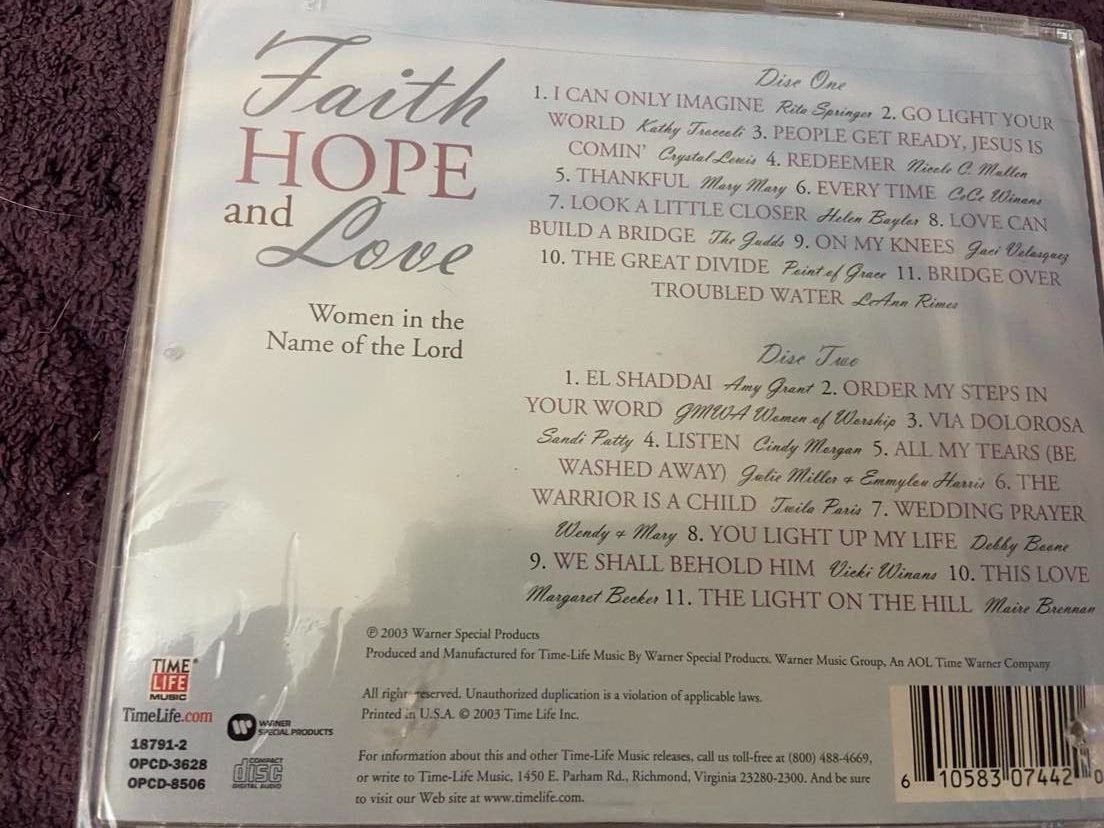 Faith
HOPE
and
Love
Women in the
Name of the Lord
Disc One
1. I CAN ONLY IMAGINE Rita Springer 2. GO LIGHT YOUR
WORLD Kathy Troccoli 3. PEOPLE GET READY, JESUS IS
COMIN' Crystal Lewis 4. REDEEMER Nicole C. Mullen
5. THANKFUL Mary Mary 6. EVERY TIME CeCe Winans
7. LOOK A LITTLE CLOSER Helen Baylor 8. LOVE CAN
BUILD A BRIDGE The Judds 9. ON MY KNEES Jaci Velasquez
10. THE GREAT DIVIDE Point of Grace 11. BRIDGE OVER
TROUBLED WATER LeAnn Rimes
Disc Two
1. EL SHADDAI Amy Grant 2. ORDER MY STEPS IN
YOUR WORD GMWA Women of Worship 3. VIA DOLOROSA
Sandi Patty 4. LISTEN Cindy Morgan 5. ALL MY TEARS (BE
WASHED AWAY) Julie Miller + Emmylou Harris 6. THE
WARRIOR IS A CHILD Twila Paris 7. WEDDING PRAYER
Wendy + Mary 8. YOU LIGHT UP MY LIFE Debby Boone
9. WE SHALL BEHOLD HIM Vicki Winans 10. THIS LOVE
Margaret Becker 11. THE LIGHT ON THE HILL Maire Brennan
℗ 2003 Warner Special Products
Produced and Manufactured for Time-Life Music By Warner Special Products. Warner Music Group, An AOL Time Warner Company
All rights reserved. Unauthorized duplication is a violation of applicable laws.
Printed in U.S.A. © 2003 Time Life Inc.
For information about this and other Time-Life Music releases, call us toll-free at (800) 488-4669,
or write to Time-Life Music, 1450 E. Parham Rd., Richmond, Virginia 23280-2300. And be sure
to visit our Web site at www.timelife.com.
TIME
LIFE
MUSIC
TimeLife.com
WARNER
SPECIAL PRODUCTS
18791-2
OPCD-3628
OPCD-8506
COMPACT
disc
DIGITAL AUDIO
6 10583 07442 0